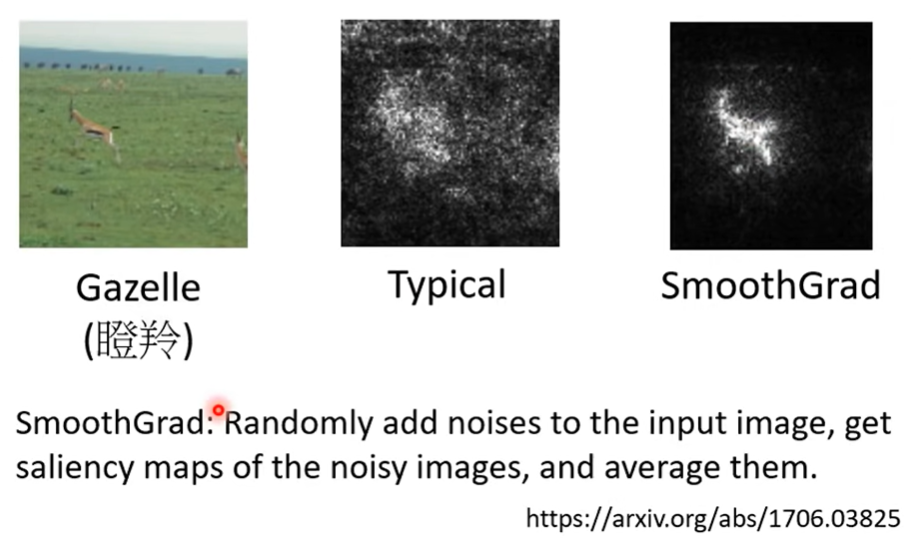 Gazelle
(瞪羚)
Typical
SmoothGrad
SmoothGrad: Randomly add noises to the input image, get
saliency maps of the noisy images, and average them.
https://arxiv.org/abs/1706.03825